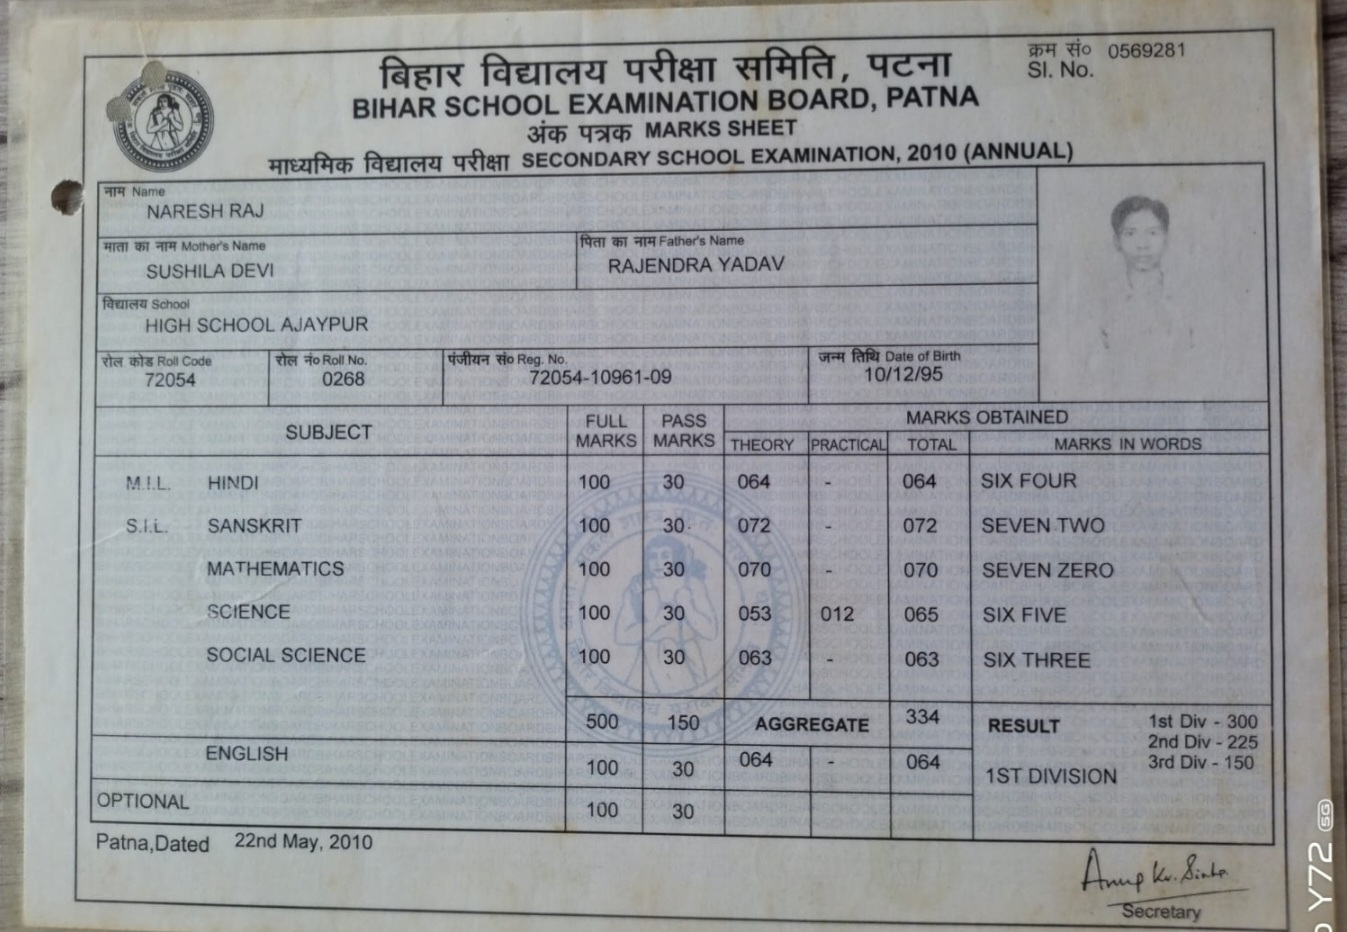 क्रम सं० 0569281
Sl. No.
बिहार विद्यालय परीक्षा समिति, पटना
BIHAR SCHOOL EXAMINATION BOARD, PATNA
अंक पत्रक MARKS SHEET
माध्यमिक विद्यालय परीक्षा SECONDARY SCHOOL EXAMINATION, 2010 (ANNUAL)
नाम Name
NARESH RAJ
माता का नाम Mother's Name पिता का नाम Father's Name
SUSHILA DEVI RAJENDRA YADAV
विद्यालय School
HIGH SCHOOL AJAYPUR
रोल कोड Roll Code रोल नं० Roll No. पंजीयन सं० Reg. No. जन्म तिथि Date of Birth
72054 0268 72054-10961-09 10/12/95
SUBJECT FULL MARKS PASS MARKS MARKS OBTAINED
THEORY PRACTICAL TOTAL MARKS IN WORDS
M.I.L. HINDI 100 30 064 - 064 SIX FOUR
S.I.L. SANSKRIT 100 30 072 - 072 SEVEN TWO
MATHEMATICS 100 30 070 - 070 SEVEN ZERO
SCIENCE 100 30 053 012 065 SIX FIVE
SOCIAL SCIENCE 100 30 063 - 063 SIX THREE
500 150 AGGREGATE 334 RESULT 1st Div - 300
2nd Div - 225
3rd Div - 150
ENGLISH 100 30 064 - 064 1ST DIVISION
OPTIONAL 100 30
Patna,Dated 22nd May, 2010
Anup Kr. Sinha
Secretary
Y72 5G